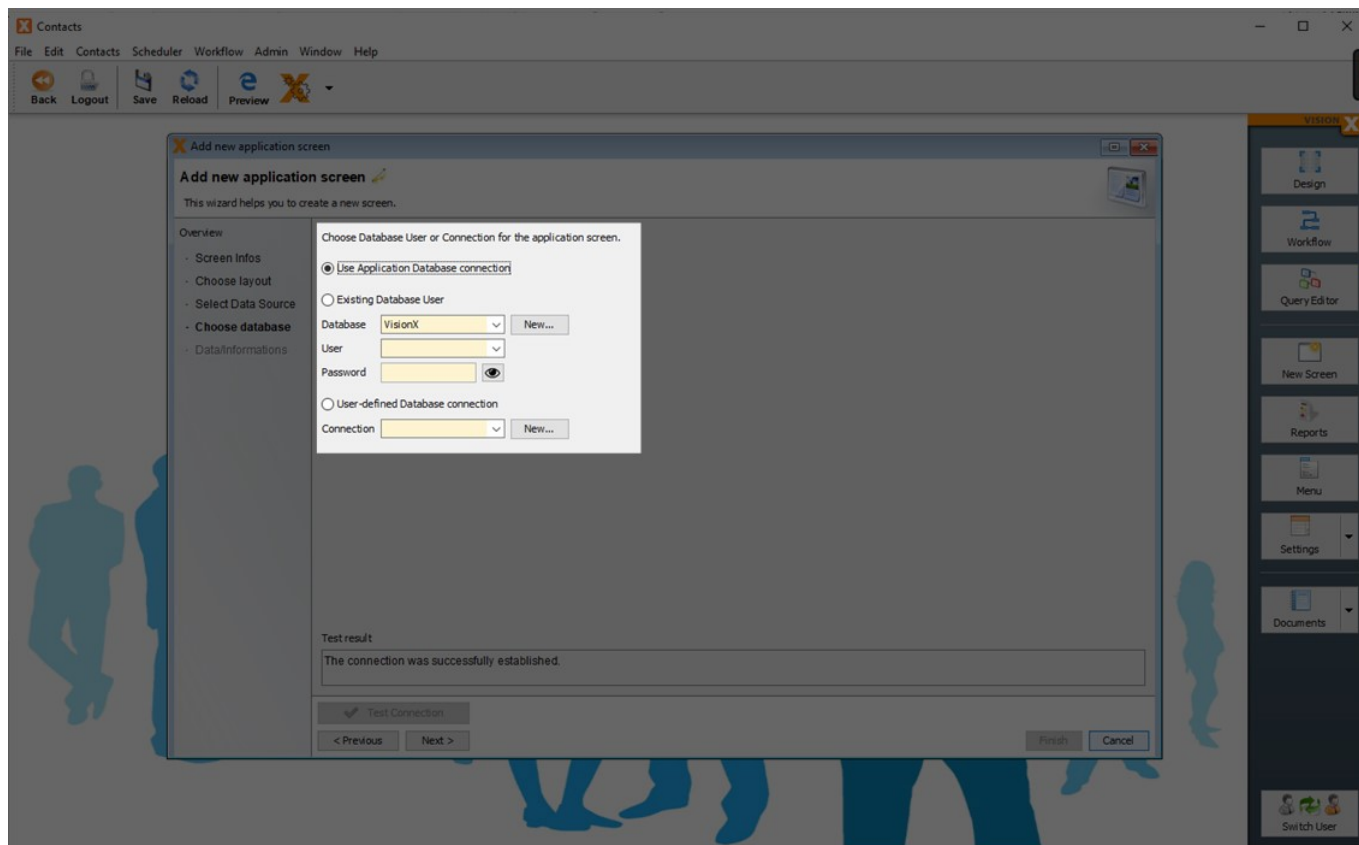 Contacts
File Edit Contacts Scheduler Workflow Admin Window Help
Back Logout Save Reload Preview
VISION X
Add new application screen
Add new application screen
This wizard helps you to create a new screen.
Overview
Screen Infos
Choose layout
Select Data Source
Choose database
Data/Informations
Choose Database User or Connection for the application screen.
Use Application Database connection
Existing Database User
Database VisionX New...
User
Password
User-defined Database connection
Connection New...
Test result
The connection was successfully established.
Test Connection
< Previous Next > Finish Cancel
Design
Workflow
Query Editor
New Screen
Reports
Menu
Settings
Documents
Switch User